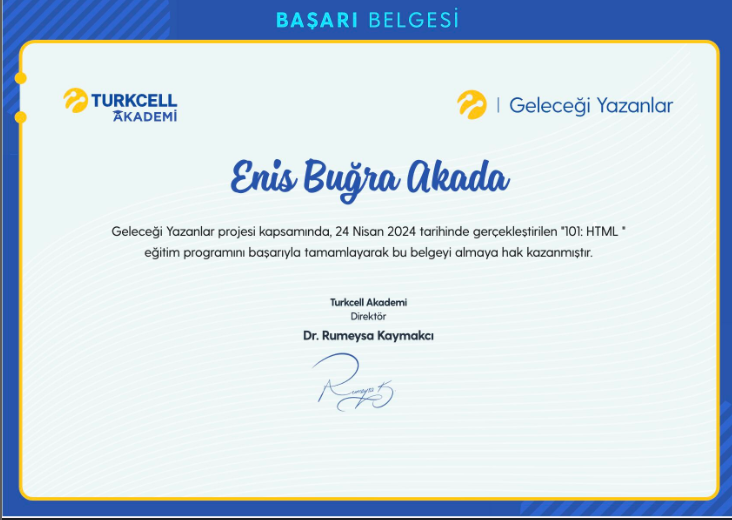 BAŞARI BELGESİ
TURKCELL
AKADEMİ
Geleceği Yazanlar
Enis Buğra Akada
Geleceği Yazanlar projesi kapsamında, 24 Nisan 2024 tarihinde gerçekleştirilen "101: HTML "
eğitim programını başarıyla tamamlayarak bu belgeyi almaya hak kazanmıştır.
Turkcell Akademi
Direktör
Dr. Rumeysa Kaymakcı
Rumeysa K